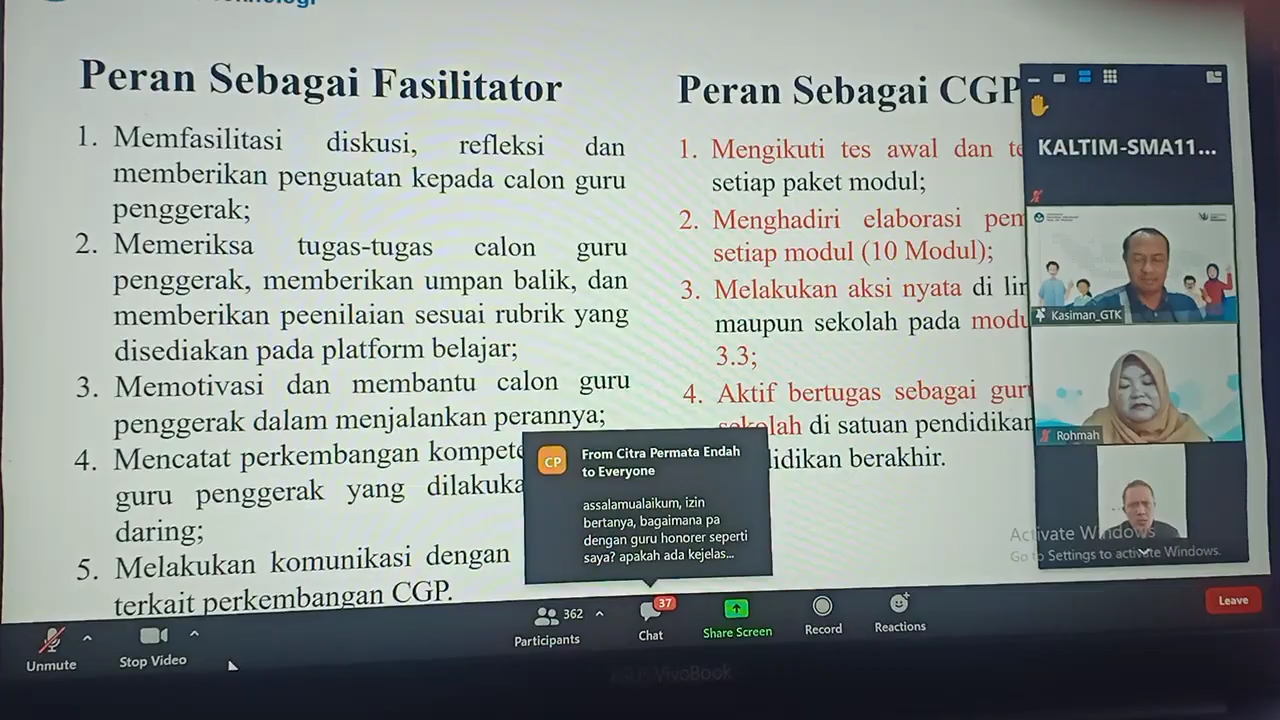 Peran Sebagai Fasilitator
1. Memfasilitasi diskusi, refleksi dan
memberikan penguatan kepada calon guru
penggerak;
2. Memeriksa tugas-tugas calon guru
penggerak, memberikan umpan balik, dan
memberikan peenilaian sesuai rubrik yang
disediakan pada platform belajar;
3. Memotivasi dan membantu calon guru
penggerak dalam menjalankan perannya;
4. Mencatat perkembangan kompete
guru penggerak yang dilakuka
daring;
5. Melakukan komunikasi dengan
terkait perkembangan CGP.
Peran Sebagai CGP
1. Mengikuti tes awal dan te
setiap paket modul;
2. Menghadiri elaborasi pem
setiap modul (10 Modul);
3. Melakukan aksi nyata di lin
maupun sekolah pada modu
3.3;
4. Aktif bertugas sebagai guru
sekolah di satuan pendidikan
didikan berakhir.
KALTIM-SMA11...
Kasiman_GTK
Rohmah
CP
From Citra Permata Endah
to Everyone
assalamualaikum, izin
bertanya, bagaimana pa
dengan guru honorer seperti
saya? apakah ada kejelas...
Activate Windows
Go to Settings to activate Windows.
Unmute
Stop Video
362
Participants
37
Chat
Share Screen
Record
Reactions
Leave
ASUS VivoBook